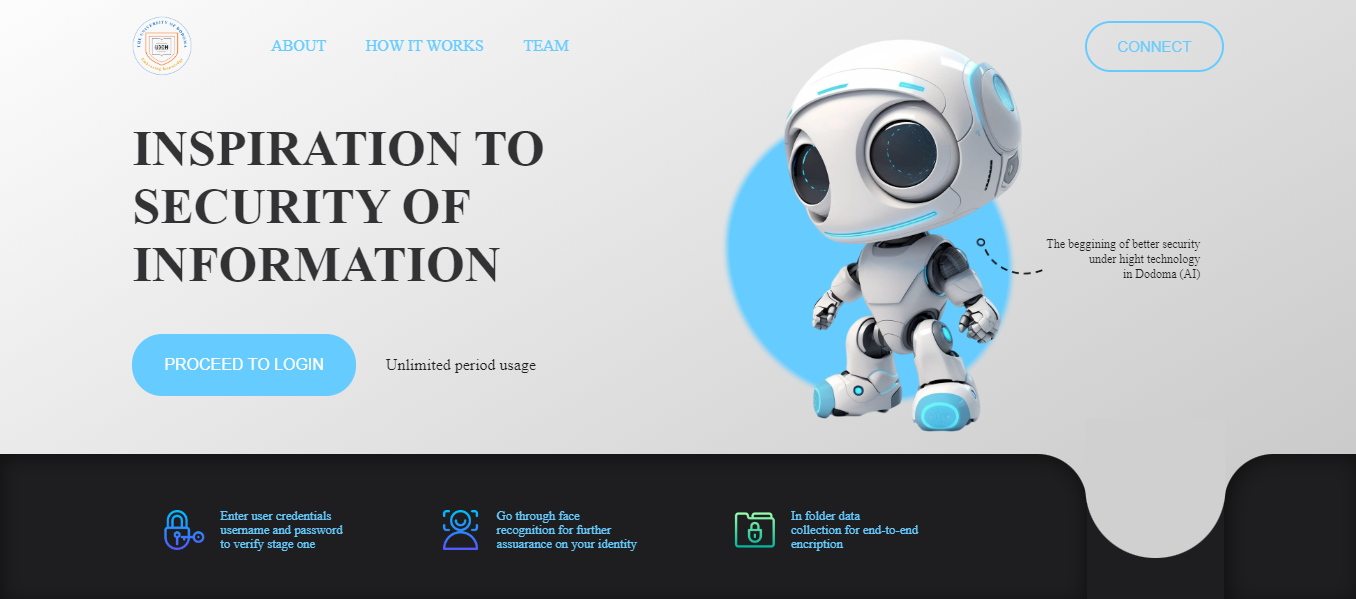 THE UNIVERSITY OF DODOMA
UDOM
Empowering Knowledge
ABOUT
HOW IT WORKS
TEAM
CONNECT
INSPIRATION TO
SECURITY OF
INFORMATION
The beggining of better security
under hight technology
in Dodoma (AI)
PROCEED TO LOGIN
Unlimited period usage
Enter user credentials
username and password
to verify stage one
Go through face
recognition for further
assuarance on your identity
In folder data
collection for end-to-end
encription